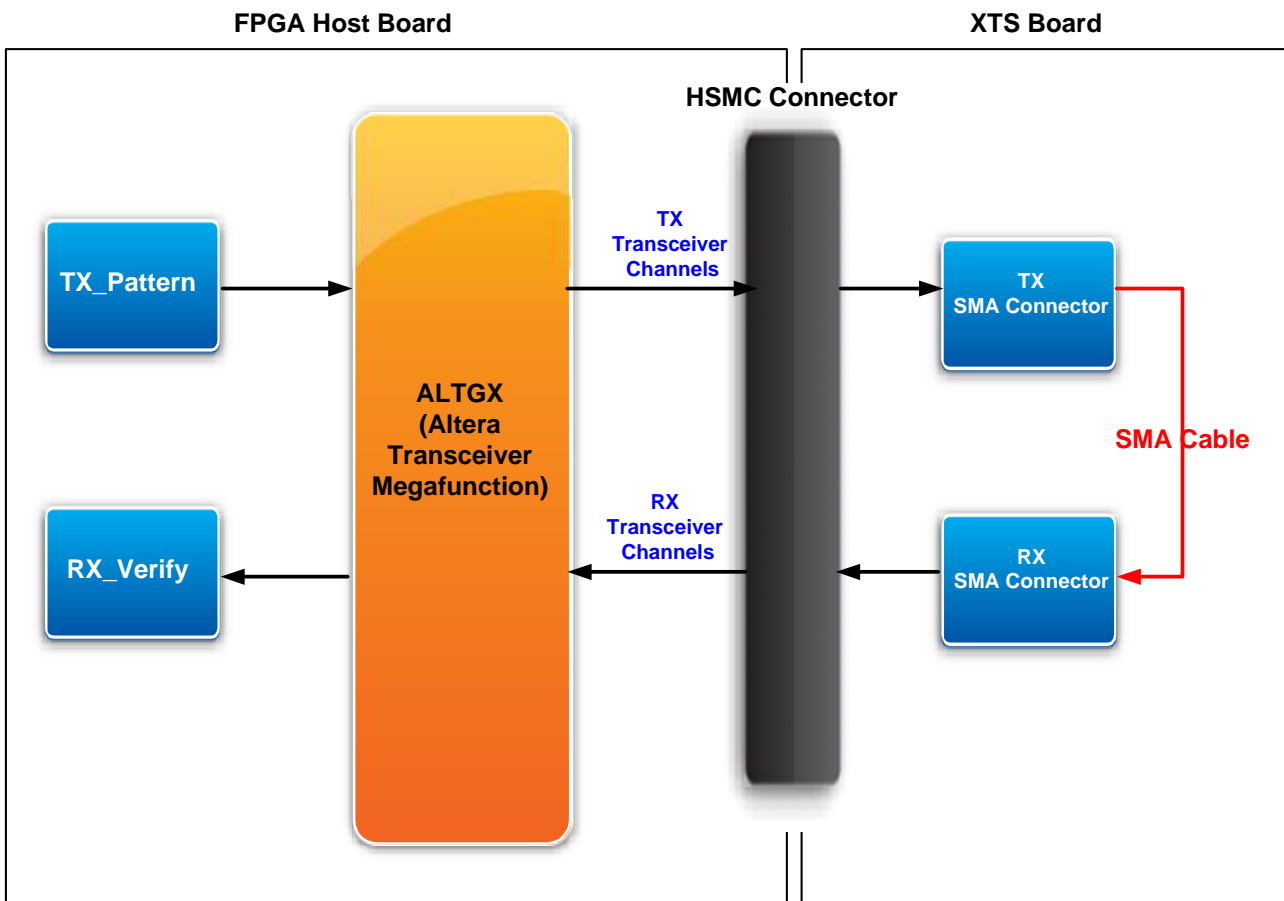 FPGA Host Board
XTS Board
HSMC Connector
TX_Pattern
TX
Transceiver
Channels
TX
SMA Connector
ALTGX
(Altera
Transceiver
Megafunction)
SMA Cable
RX_Verify
RX
Transceiver
Channels
RX
SMA Connector